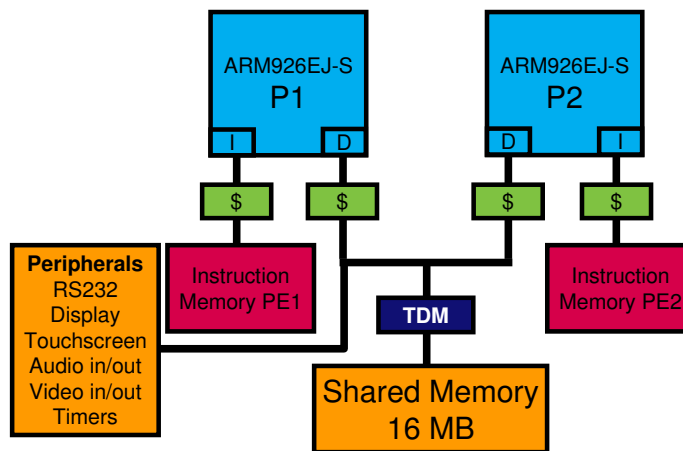 ARM926EJ-S
P1
I
D
ARM926EJ-S
P2
D
I
$
$
$
$
Peripherals
RS232
Display
Touchscreen
Audio in/out
Video in/out
Timers
Instruction
Memory PE1
TDM
Instruction
Memory PE2
Shared Memory
16 MB